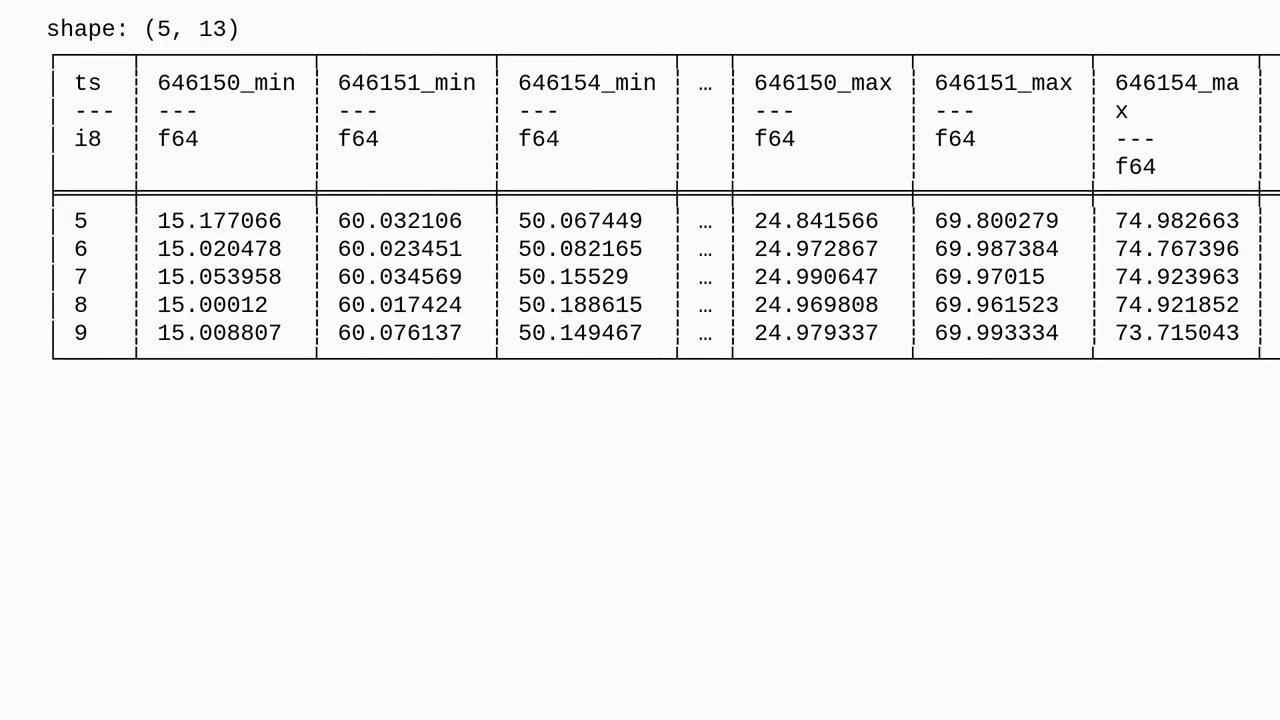 shape: (5, 13)
ts 646150_min 646151_min 646154_min … 646150_max 646151_max 646154_ma
--- --- --- --- --- --- x
i8 f64 f64 f64 f64 f64 ---
f64
5 15.177066 60.032106 50.067449 … 24.841566 69.800279 74.982663
6 15.020478 60.023451 50.082165 … 24.972867 69.987384 74.767396
7 15.053958 60.034569 50.15529 … 24.990647 69.97015 74.923963
8 15.00012 60.017424 50.188615 … 24.969808 69.961523 74.921852
9 15.008807 60.076137 50.149467 … 24.979337 69.993334 73.715043